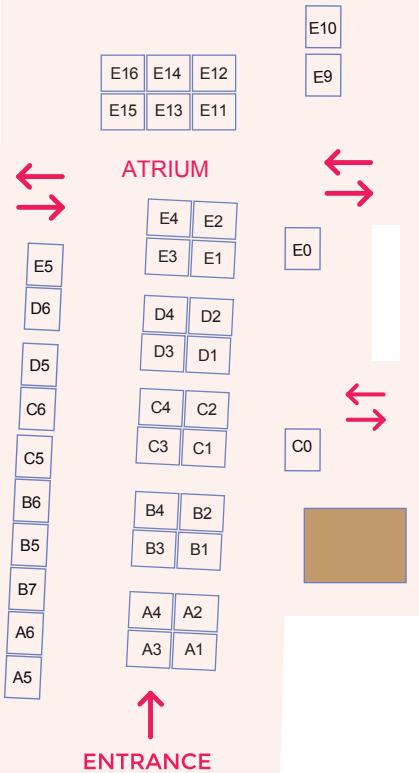 E10
E16 E14 E12 E9
E15 E13 E11
ATRIUM
E4 E2
E3 E1 E0
E5
D6
D4 D2
D3 D1
D5
C6
C4 C2
C3 C1 C0
C5
B6
B4 B2
B5
B3 B1
B7
A4 A2
A6
A3 A1
A5
ENTRANCE